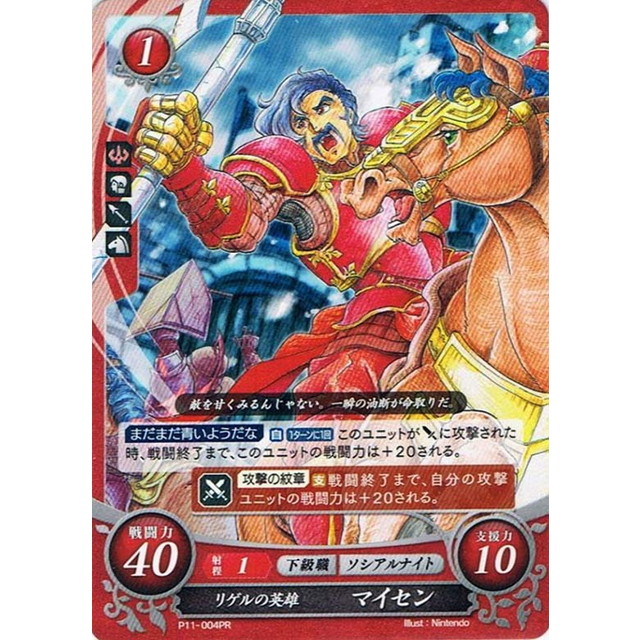 1
敵を甘くみるんじゃない。一瞬の油断が命取りだ。
まだまだ青いようだな 自 1ターンに1回 このユニットが に攻撃された
時、戦闘終了まで、このユニットの戦闘力は＋20される。
攻撃の紋章 支 戦闘終了まで、自分の攻撃
ユニットの戦闘力は＋20される。
戦闘力
40
射程 1 下級職 ソシアルナイト
支援力
10
リゲルの英雄 マイセン
P11-004PR
Illust : Nintendo